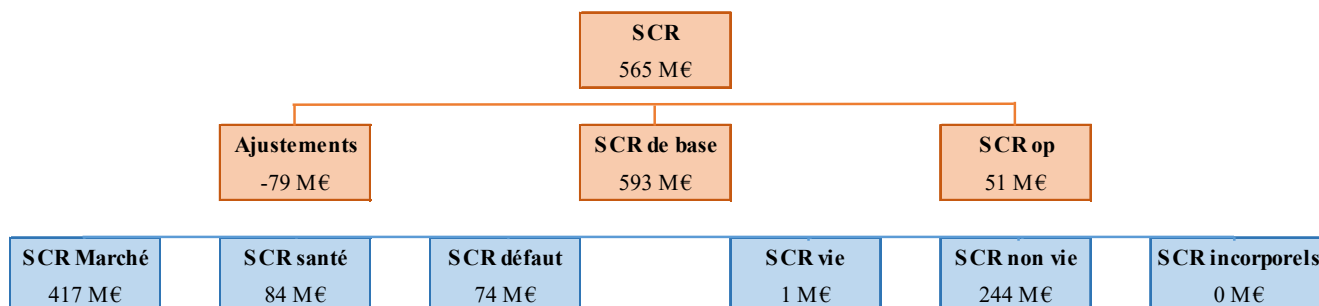 SCR
565 M€
Ajustements
-79 M€
SCR de base
593 M€
SCR op
51 M€
SCR Marché
417 M€
SCR santé
84 M€
SCR défaut
74 M€
SCR vie
1 M€
SCR non vie
244 M€
SCR incorporels
0 M€